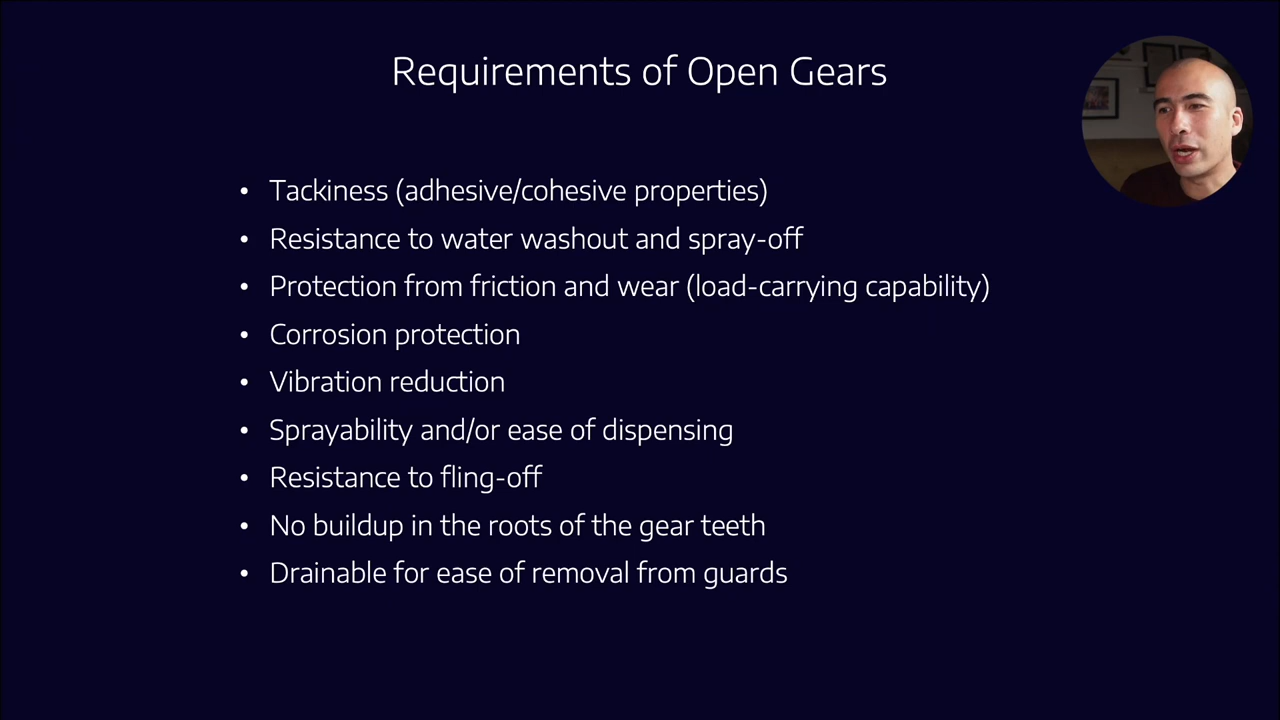 Requirements of Open Gears
• Tackiness (adhesive/cohesive properties)
• Resistance to water washout and spray-off
• Protection from friction and wear (load-carrying capability)
• Corrosion protection
• Vibration reduction
• Sprayability and/or ease of dispensing
• Resistance to fling-off
• No buildup in the roots of the gear teeth
• Drainable for ease of removal from guards